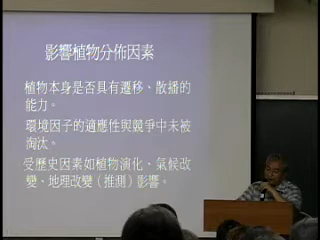 影響植物分佈因素
植物本身是否具有遷移、散播的
能力。
環境因子的適應性與競爭中未被
淘汰。
受歷史因素如植物演化、氣候改
變、地理改變（推測）影響。